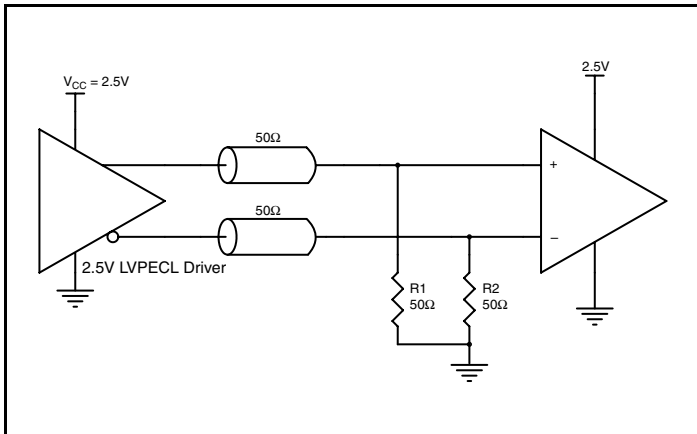 V_CC = 2.5V
2.5V
50Ω
+
50Ω
–
2.5V LVPECL Driver
R1
50Ω
R2
50Ω